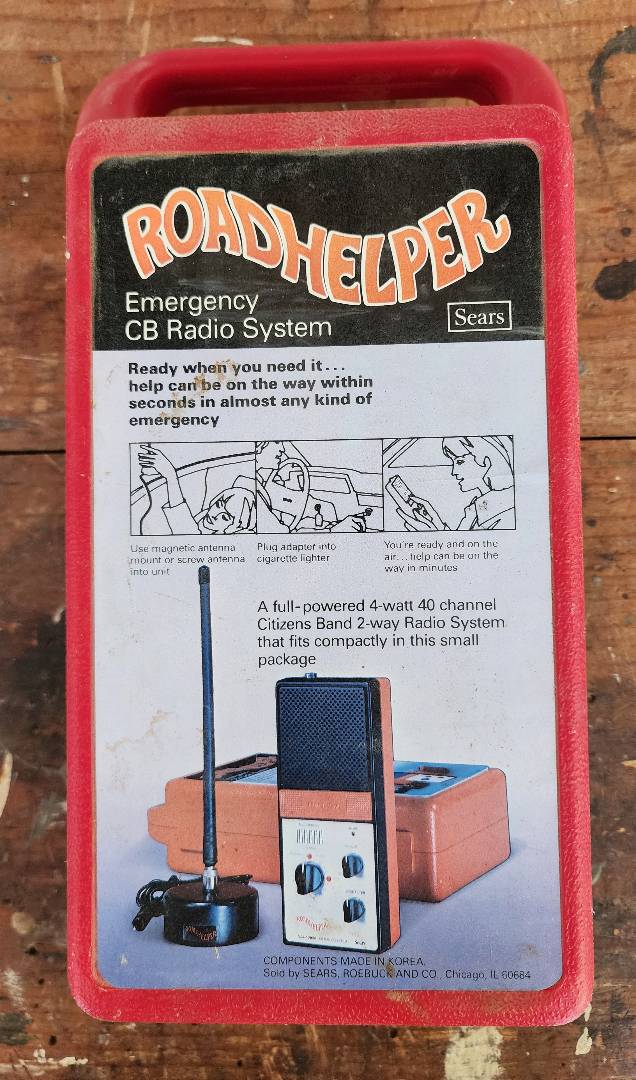 ROADHELPER
Emergency
CB Radio System
Sears
Ready when you need it...
help can be on the way within
seconds in almost any kind of
emergency
Use magnetic antenna
mount or screw antenna
into unit
Plug adapter into
cigarette lighter
You're ready and on the
air... help can be on the
way in minutes
A full-powered 4-watt 40 channel
Citizens Band 2-way Radio System
that fits compactly in this small
package
ROADHELPER
ROADHELPER
Sears
COMPONENTS MADE IN KOREA.
Sold by SEARS, ROEBUCK AND CO., Chicago, IL 60684